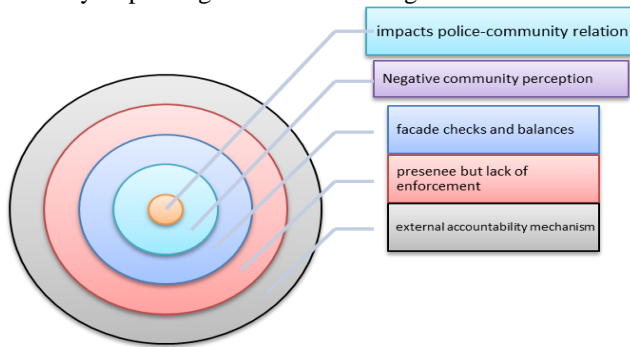 impacts police-community relation
Negative community perception
facade checks and balances
presenee but lack of
enforcement
external accountability mechanism